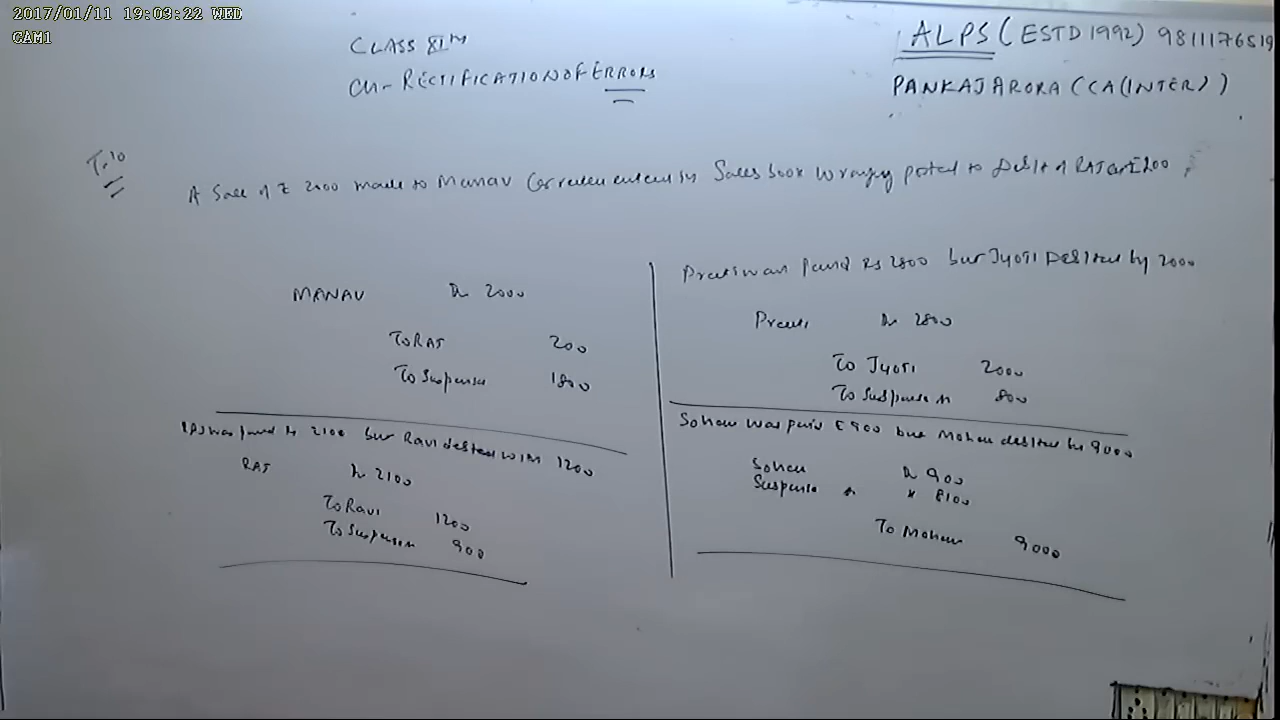 2017/01/11 19:03:22 WED
CAM1
CLASS XIth
CH- RECTIFICATION OF ERRORS
ALPS (ESTD 1992) 9811176519
PANKAJ ARORA (CA(INTER))
T.10
A Sale of ₹ 2000 made to Manav Correctly entered in Sales book wrongly posted to Debit of RAJ as ₹ 200
MANAV Dr 2000
To RAJ 200
To Suspense 1800
was paid Rs 2100 but Ravi debited with 1200
RAJ Dr 2100
To Ravi 1200
To Suspense 900
Preeti was paid Rs 2800 but Jyoti Debited by 2000
Preeti Dr 2800
To Jyoti 2000
To Suspense 800
Sohan was paid ₹ 900 but Mohan debited by 9000
Sohan Dr 900
Suspense 8100
To Mohan 9000